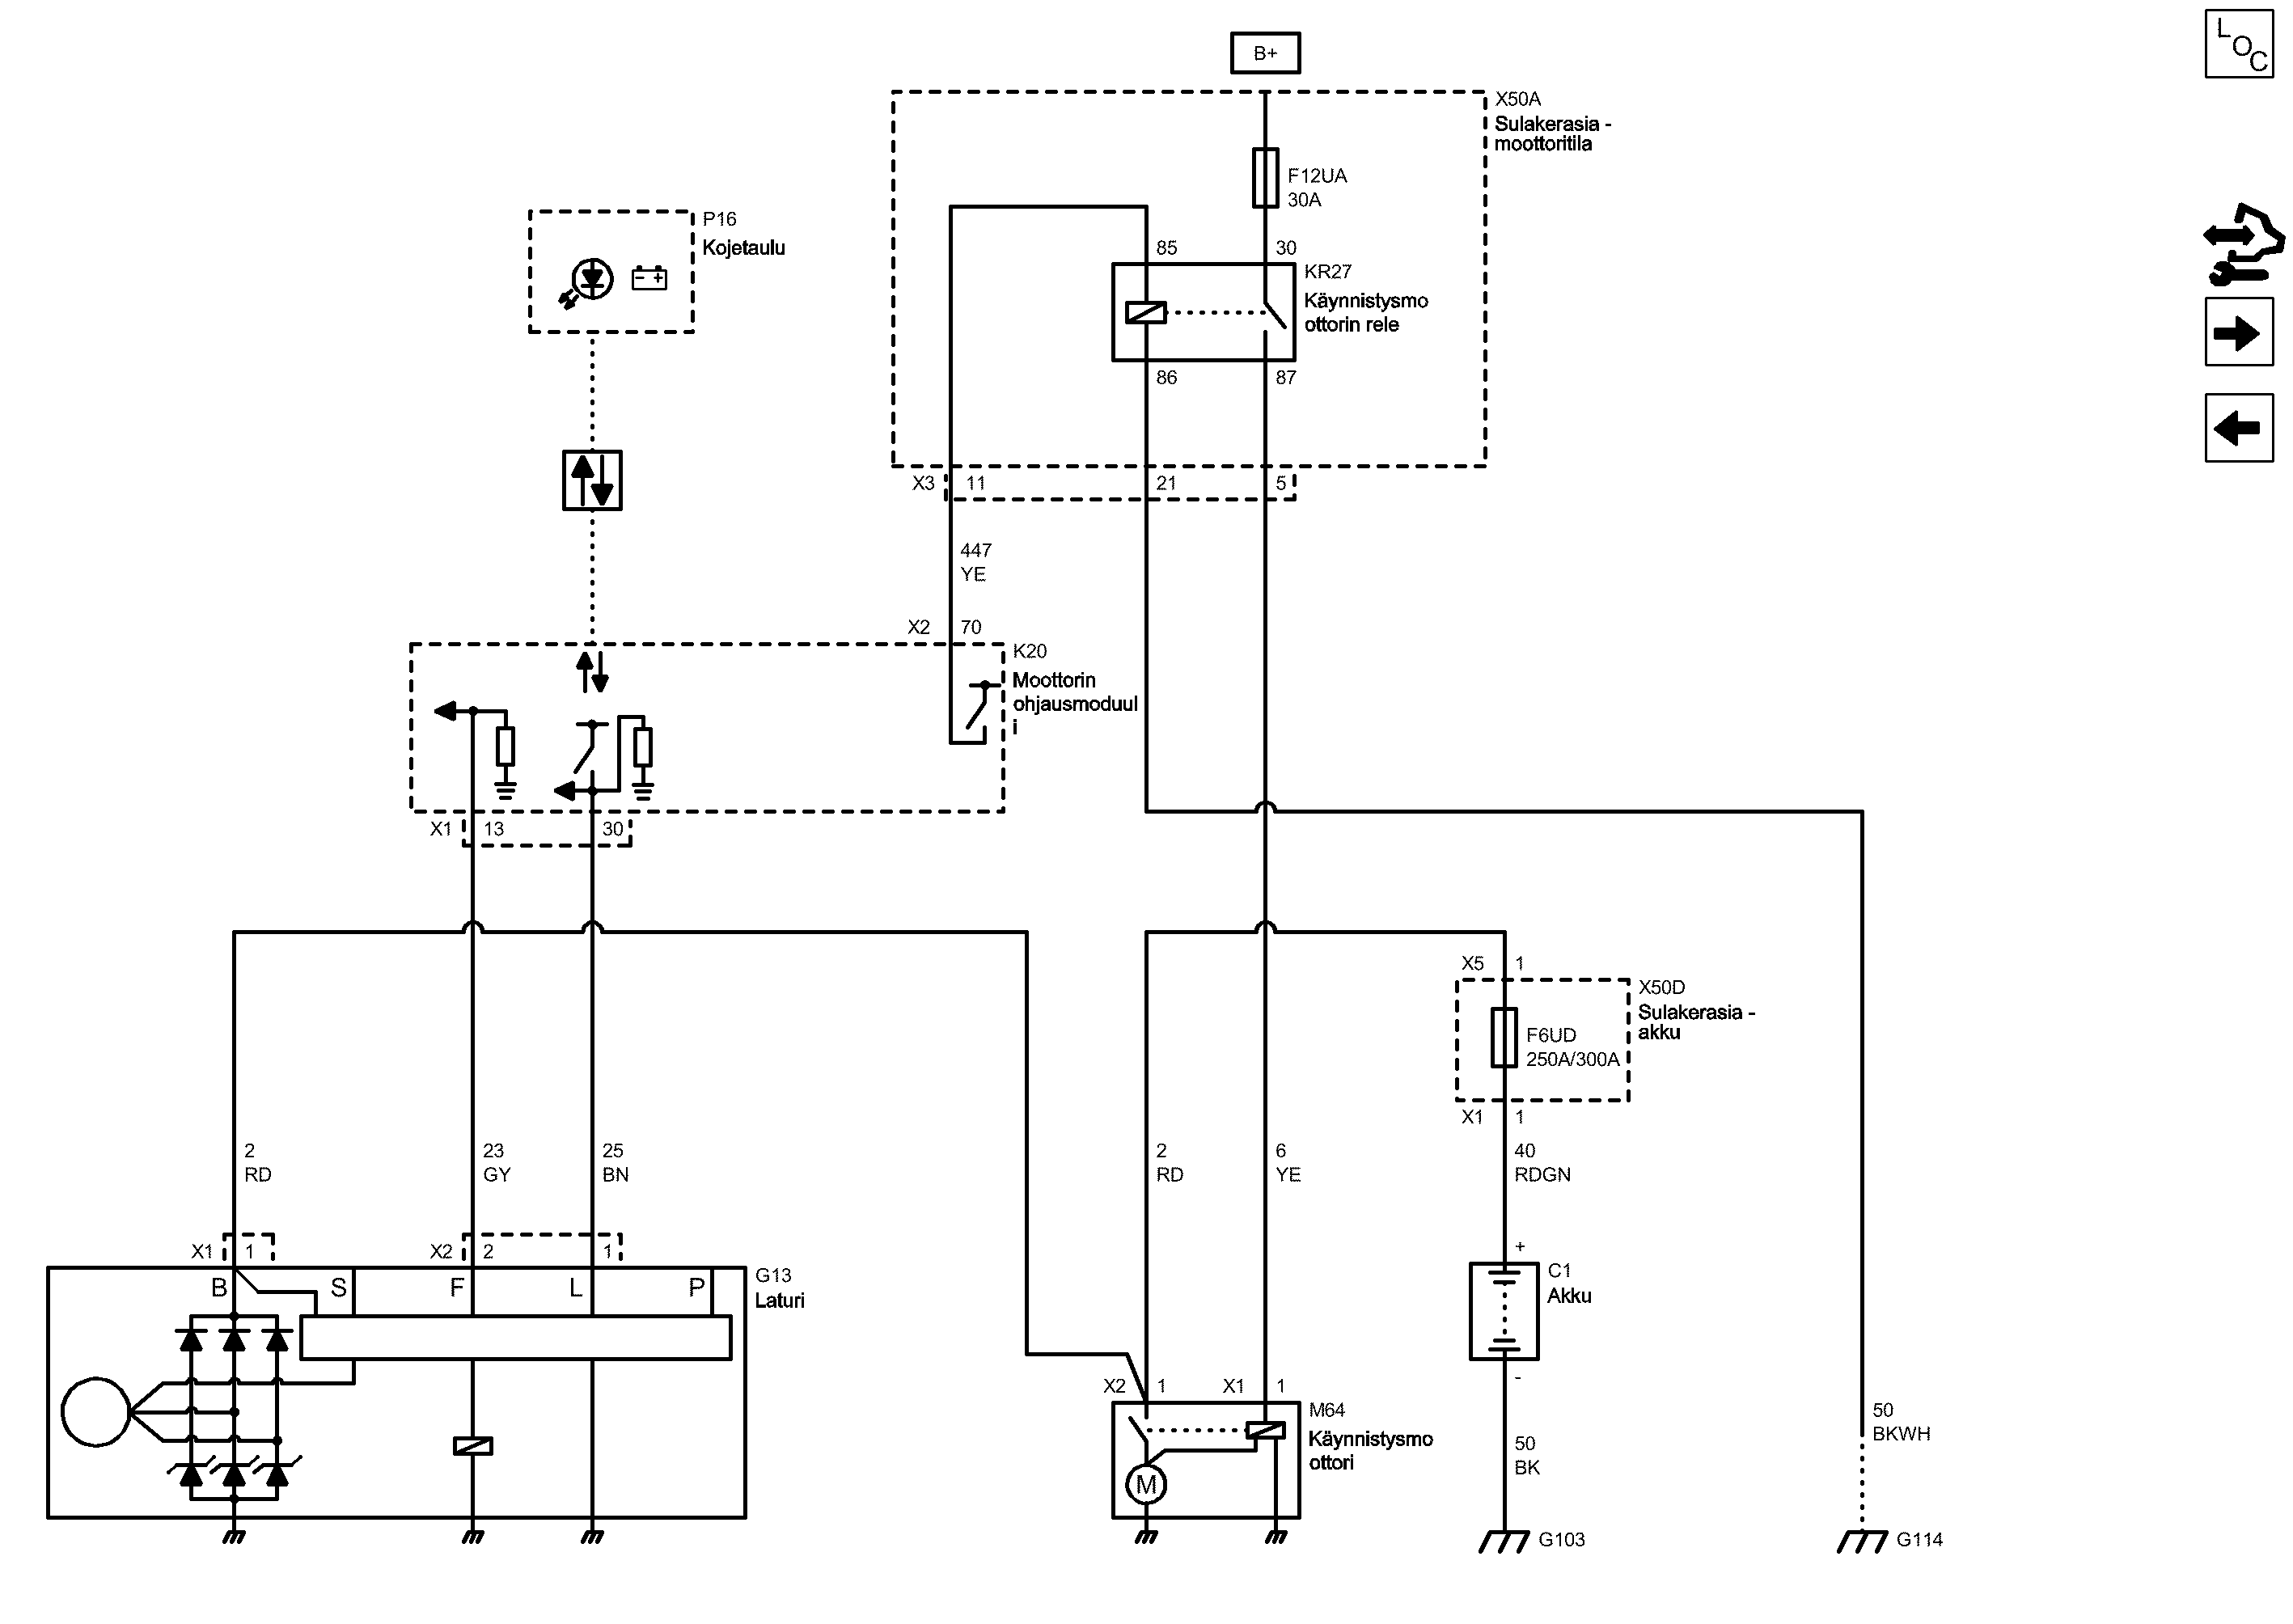 L
O
C
B+
X50A
Sulakerasia -
moottoritila
F12UA
30A
P16
Kojetaulu
- +
85
30
KR27
Käynnistysmo
ottorin rele
86
87
X3
11
21
5
447
YE
X2
70
K20
Moottorin
ohjausmoduul
i
X1
13
30
X5
1
X50D
Sulakerasia -
akku
F6UD
250A/300A
X1
1
2
RD
23
GY
25
BN
2
RD
6
YE
40
RDGN
X1
1
X2
2
1
+
B
S
F
L
P
G13
Laturi
C1
Akku
-
X2
1
X1
1
M64
Käynnistysmo
ottori
M
50
BK
50
BKWH
G103
G114